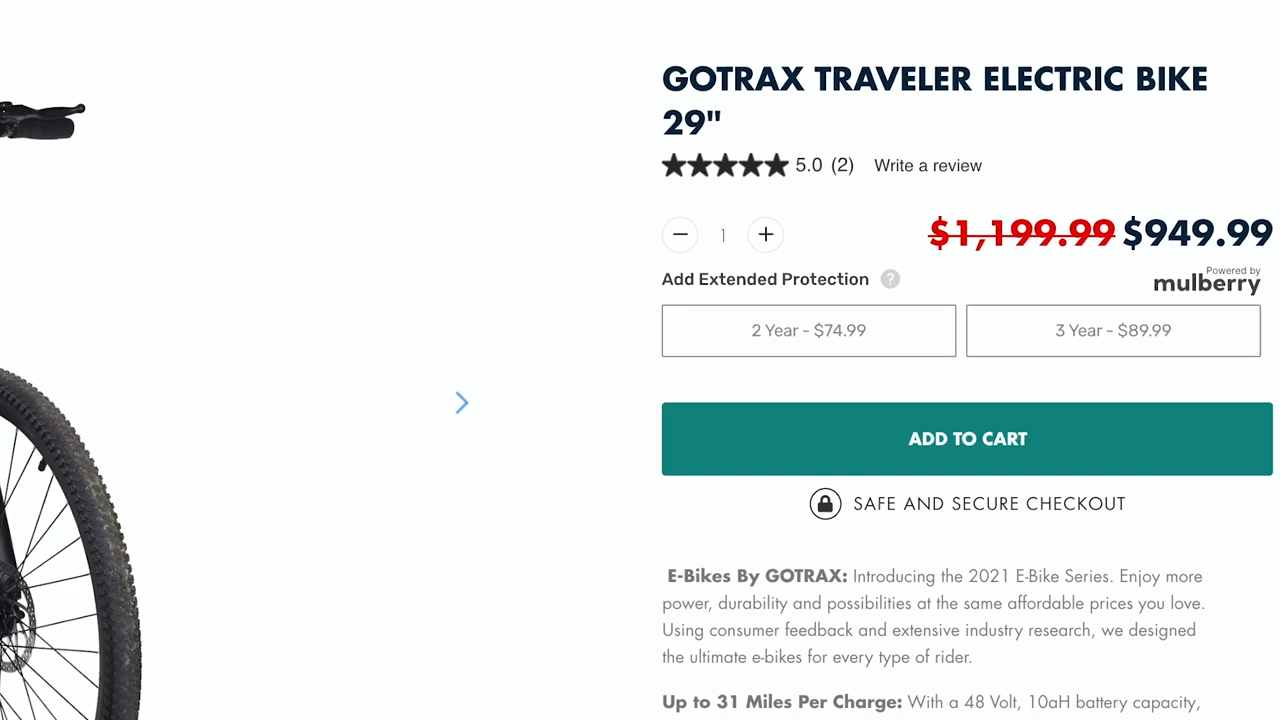 GOTRAX TRAVELER ELECTRIC BIKE
29"
5.0 (2) Write a review
− 1 + $1,199.99 $949.99
Powered by
Add Extended Protection ? mulberry
2 Year - $74.99 3 Year - $89.99
ADD TO CART
SAFE AND SECURE CHECKOUT
E-Bikes By GOTRAX: Introducing the 2021 E-Bike Series. Enjoy more
power, durability and possibilities at the same affordable prices you love.
Using consumer feedback and extensive industry research, we designed
the ultimate e-bikes for every type of rider.
Up to 31 Miles Per Charge: With a 48 Volt, 10aH battery capacity,